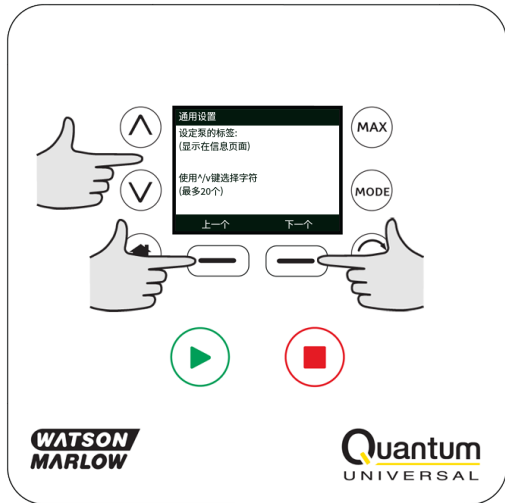 通用设置
设定泵的标签:
(显示在信息页面)
使用^/v键选择字符
(最多20个)
上一个
下一个
MAX
MODE
WATSON
MARLOW
Quantum
UNIVERSAL